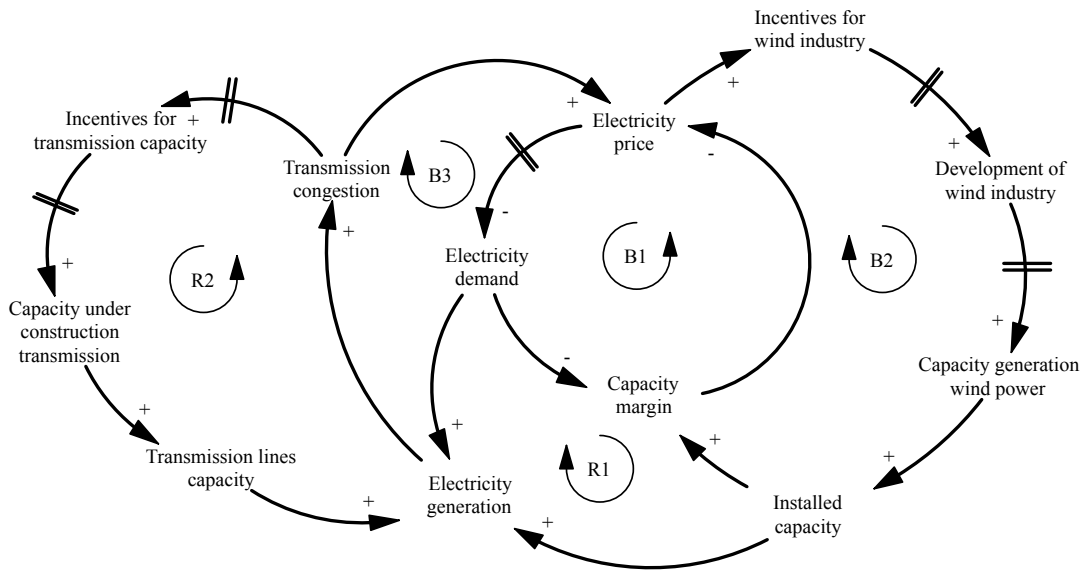 Incentives for
wind industry
+
+
Incentives for
transmission capacity
+
Electricity
price
-
+
Transmission
congestion
B3
Development of
wind industry
-
+
Electricity
demand
B1
B2
R2
+
Capacity under
construction
transmission
+
Capacity generation
wind power
-
Capacity
margin
+
+
+
Transmission lines
capacity
+
R1
Electricity
generation
+
Installed
capacity
+
+